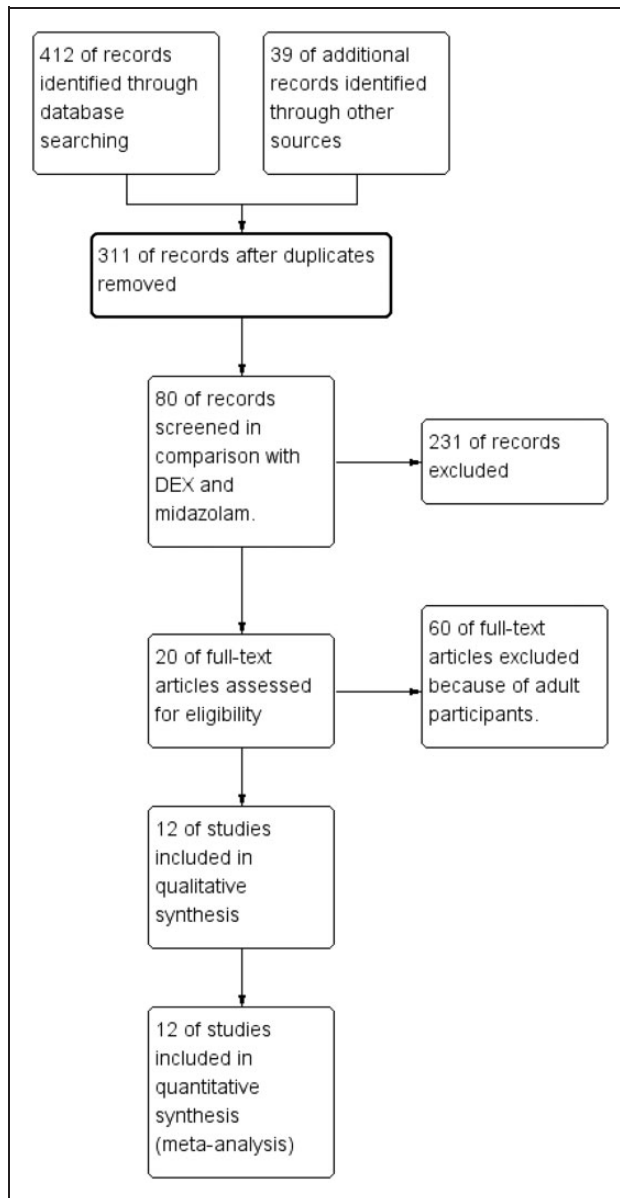 412 of records
identified through
database
searching
39 of additional
records identified
through other
sources
311 of records after duplicates
removed
80 of records
screened in
comparison with
DEX and
midazolam.
231 of records
excluded
20 of full-text
articles assessed
for eligibility
60 of full-text
articles excluded
because of adult
participants.
12 of studies
included in
qualitative
synthesis
12 of studies
included in
quantitative
synthesis
(meta-analysis)